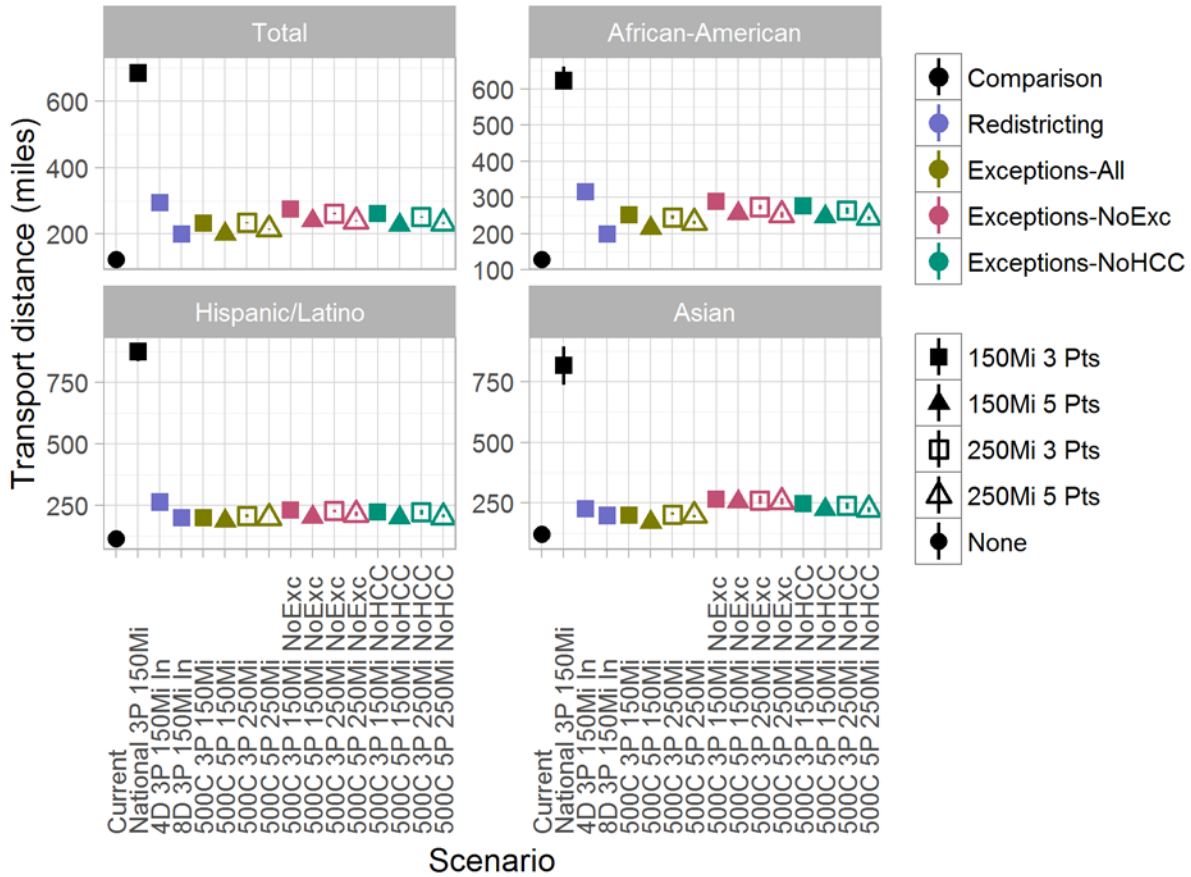 Total
African-American
600
400
200
600
500
400
300
200
100
Hispanic/Latino
Asian
750
500
250
750
500
250
Transport distance (miles)
Current
National 3P 150Mi
4D 3P 150Mi In
8D 3P 150Mi In
500C 3P 150Mi
500C 5P 150Mi
500C 3P 250Mi
500C 5P 250Mi
500C 3P 150Mi NoExc
500C 5P 150Mi NoExc
500C 3P 250Mi NoExc
500C 5P 250Mi NoExc
500C 3P 150Mi NoHCC
500C 5P 150Mi NoHCC
500C 3P 250Mi NoHCC
500C 5P 250Mi NoHCC
Current
National 3P 150Mi
4D 3P 150Mi In
8D 3P 150Mi In
500C 3P 150Mi
500C 5P 150Mi
500C 3P 250Mi
500C 5P 250Mi
500C 3P 150Mi NoExc
500C 5P 150Mi NoExc
500C 3P 250Mi NoExc
500C 5P 250Mi NoExc
500C 3P 150Mi NoHCC
500C 5P 150Mi NoHCC
500C 3P 250Mi NoHCC
500C 5P 250Mi NoHCC
Scenario
Comparison
Redistricting
Exceptions-All
Exceptions-NoExc
Exceptions-NoHCC
150Mi 3 Pts
150Mi 5 Pts
250Mi 3 Pts
250Mi 5 Pts
None